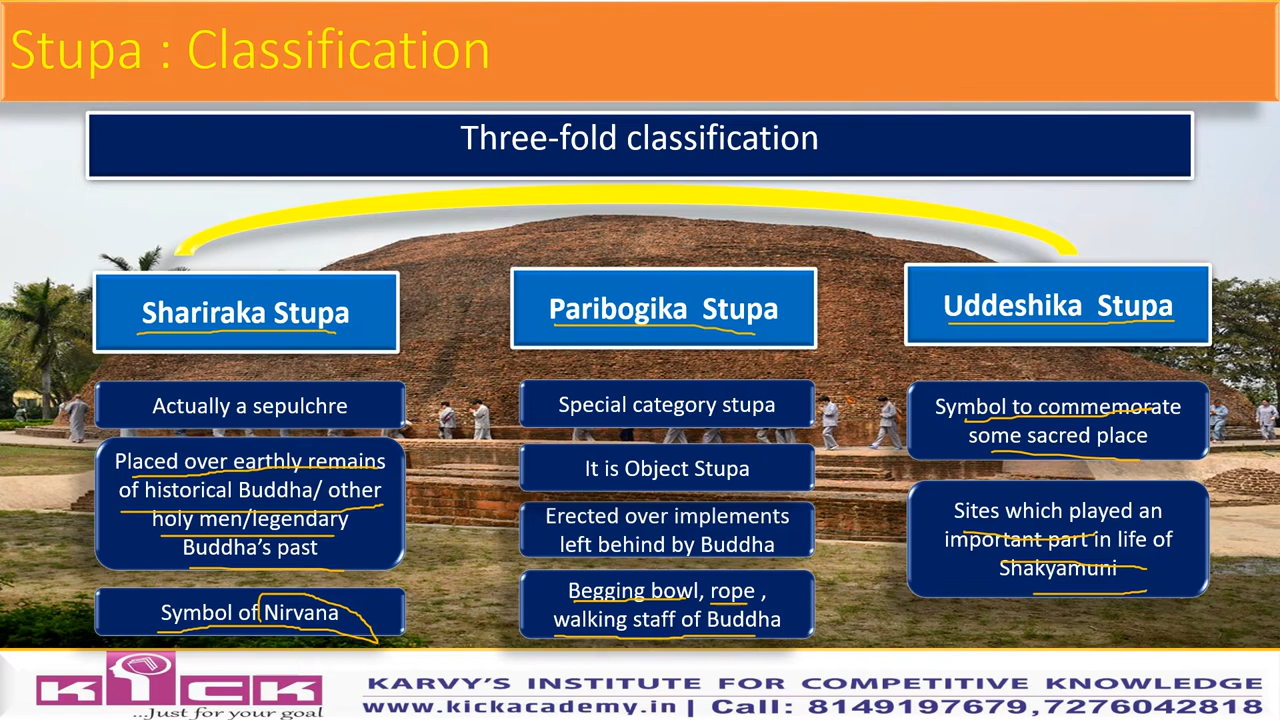 Stupa : Classification
Three-fold classification
Shariraka Stupa
Actually a sepulchre
Placed over earthly remains
of historical Buddha/ other
holy men/legendary
Buddha's past
Symbol of Nirvana
Paribogika Stupa
Special category stupa
It is Object Stupa
Erected over implements
left behind by Buddha
Begging bowl, rope ,
walking staff of Buddha
Uddeshika Stupa
Symbol to commemorate
some sacred place
Sites which played an
important part in life of
Shakyamuni
KICK
...Just for your goal
KARVY'S INSTITUTE FOR COMPETITIVE KNOWLEDGE
www.kickacademy.in | Call: 8149197679,7276042818